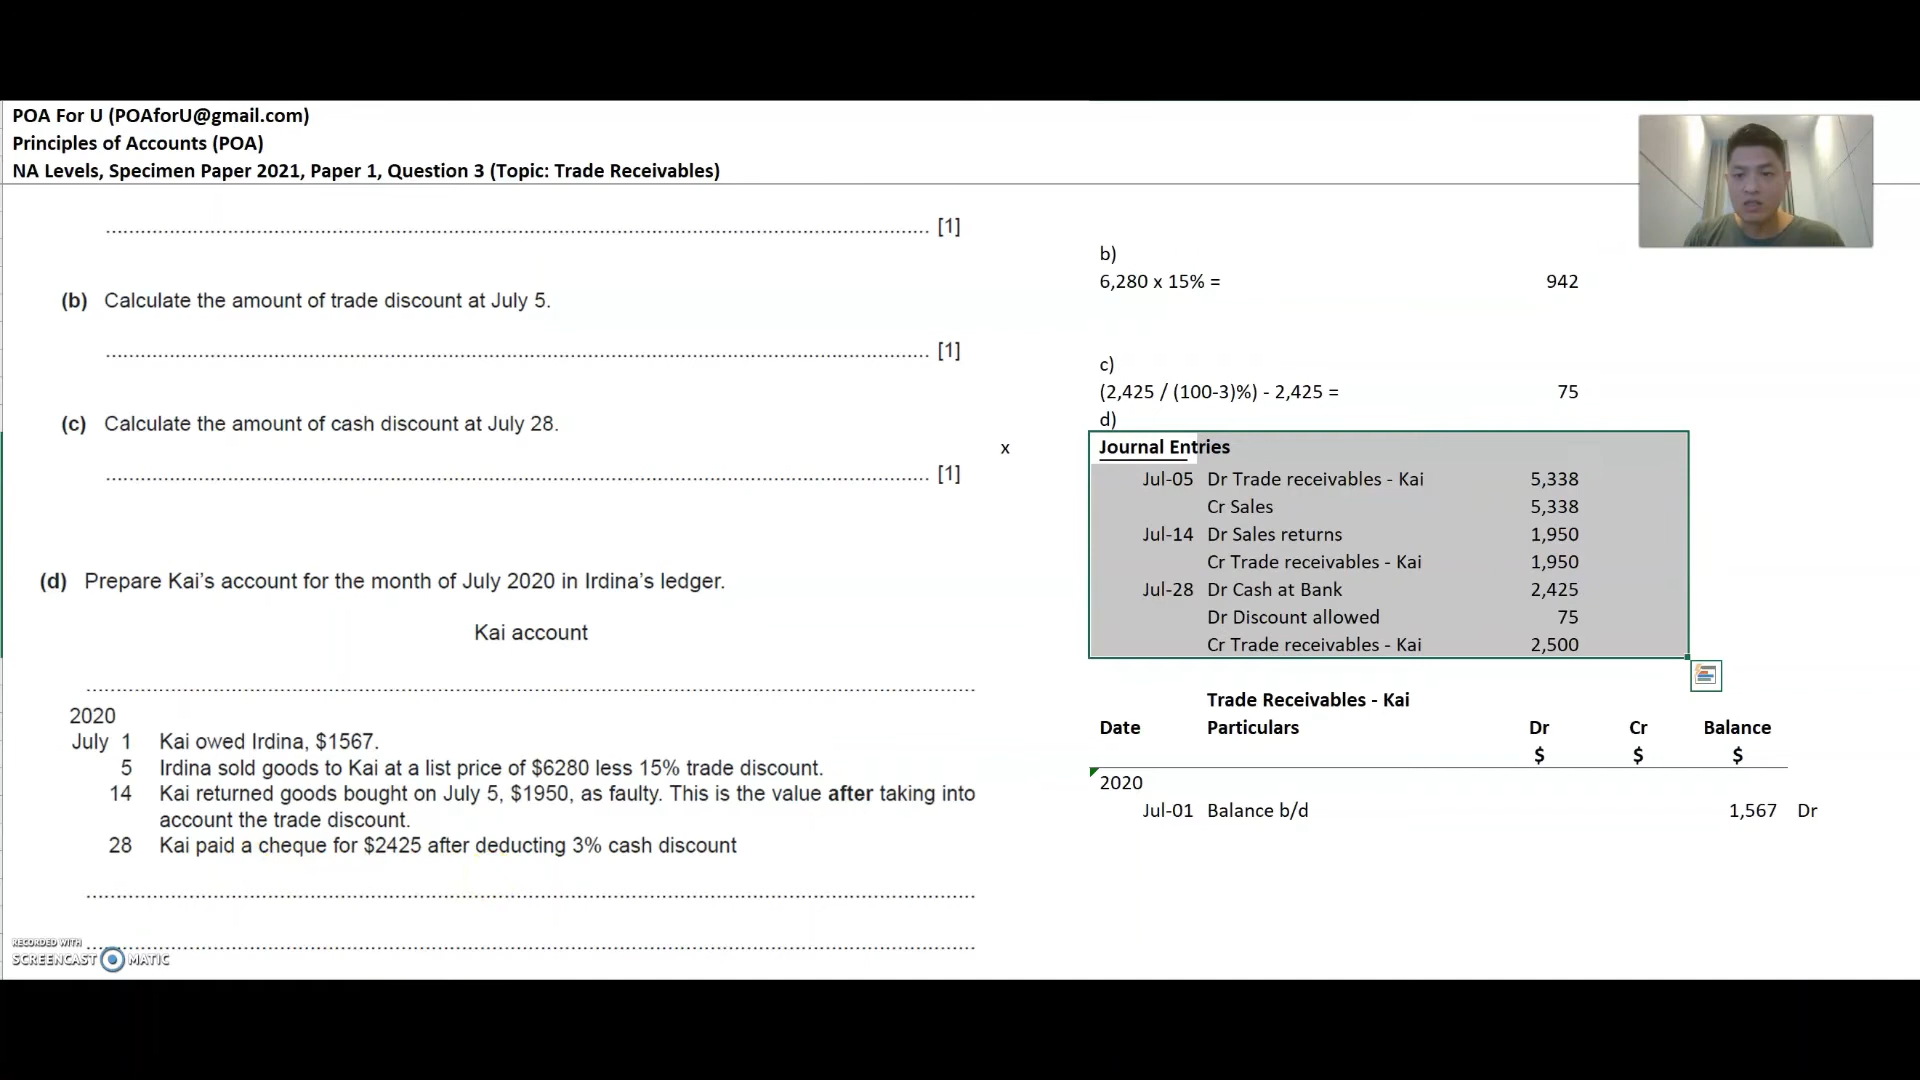 POA For U (POAforU@gmail.com)
Principles of Accounts (POA)
NA Levels, Specimen Paper 2021, Paper 1, Question 3 (Topic: Trade Receivables)
[1]
(b) Calculate the amount of trade discount at July 5.
[1]
(c) Calculate the amount of cash discount at July 28.
[1]
(d) Prepare Kai's account for the month of July 2020 in Irdina's ledger.
Kai account
2020
July 1 Kai owed Irdina, $1567.
5 Irdina sold goods to Kai at a list price of $6280 less 15% trade discount.
14 Kai returned goods bought on July 5, $1950, as faulty. This is the value after taking into
account the trade discount.
28 Kai paid a cheque for $2425 after deducting 3% cash discount
RECORDED WITH
SCREENCAST MATIC
x
b)
6,280 x 15% = 942
c)
(2,425 / (100-3)%) - 2,425 = 75
d)
Journal Entries
Jul-05 Dr Trade receivables - Kai 5,338
Cr Sales 5,338
Jul-14 Dr Sales returns 1,950
Cr Trade receivables - Kai 1,950
Jul-28 Dr Cash at Bank 2,425
Dr Discount allowed 75
Cr Trade receivables - Kai 2,500
Trade Receivables - Kai
Date Particulars Dr Cr Balance
$ $ $
2020
Jul-01 Balance b/d 1,567 Dr